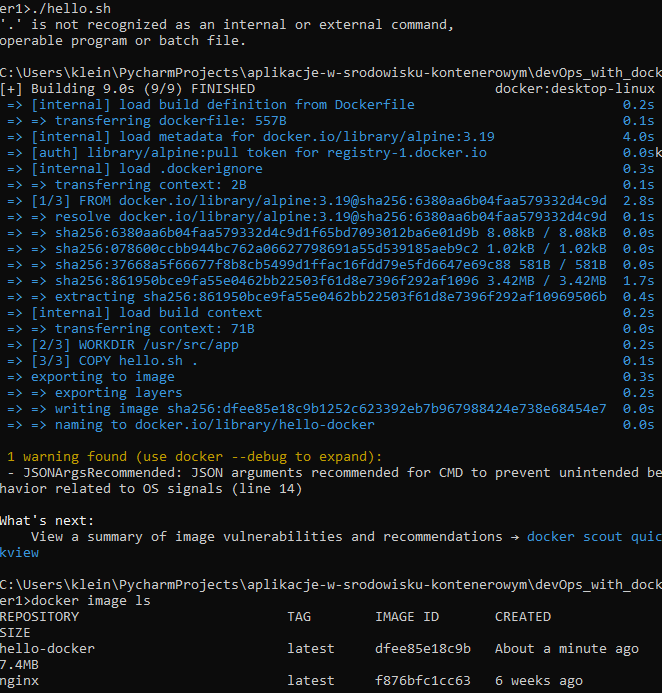 er1>./hello.sh
'.' is not recognized as an internal or external command,
operable program or batch file.
C:\Users\klein\PycharmProjects\aplikacje-w-srodowisku-kontenerowym\devOps_with_dock
[+] Building 9.0s (9/9) FINISHED docker:desktop-linux
=> [internal] load build definition from Dockerfile 0.2s
=> => transferring dockerfile: 557B 0.1s
=> [internal] load metadata for docker.io/library/alpine:3.19 4.0s
=> [auth] library/alpine:pull token for registry-1.docker.io 0.0sk
=> [internal] load .dockerignore 0.3s
=> => transferring context: 2B 0.1s
=> [1/3] FROM docker.io/library/alpine:3.19@sha256:6380aa6b04faa579332d4c9d 2.8s
=> => resolve docker.io/library/alpine:3.19@sha256:6380aa6b04faa579332d4c9d 0.1s
=> => sha256:6380aa6b04faa579332d4c9d1f65bd7093012ba6e01d9b 8.08kB / 8.08kB 0.0s
=> => sha256:078600ccbb944bc762a06627798691a55d539185aeb9c2 1.02kB / 1.02kB 0.0s
=> => sha256:37668a5f66677f8b8cb5499d1ffac16fdd79e5fd6647e69c88 581B / 581B 0.0s
=> => sha256:861950bce9fa55e0462bb22503f61d8e7396f292af1096 3.42MB / 3.42MB 1.7s
=> => extracting sha256:861950bce9fa55e0462bb22503f61d8e7396f292af10969506b 0.4s
=> [internal] load build context 0.2s
=> => transferring context: 71B 0.0s
=> [2/3] WORKDIR /usr/src/app 0.2s
=> [3/3] COPY hello.sh . 0.1s
=> exporting to image 0.3s
=> => exporting layers 0.2s
=> => writing image sha256:dfee85e18c9b1252c623392eb7b967988424e738e68454e7 0.0s
=> => naming to docker.io/library/hello-docker 0.0s
1 warning found (use docker --debug to expand):
- JSONArgsRecommended: JSON arguments recommended for CMD to prevent unintended be
havior related to OS signals (line 14)
What's next:
View a summary of image vulnerabilities and recommendations → docker scout quic
kview
C:\Users\klein\PycharmProjects\aplikacje-w-srodowisku-kontenerowym\devOps_with_dock
er1>docker image ls
REPOSITORY TAG IMAGE ID CREATED
SIZE
hello-docker latest dfee85e18c9b About a minute ago
7.4MB
nginx latest f876bfc1cc63 6 weeks ago